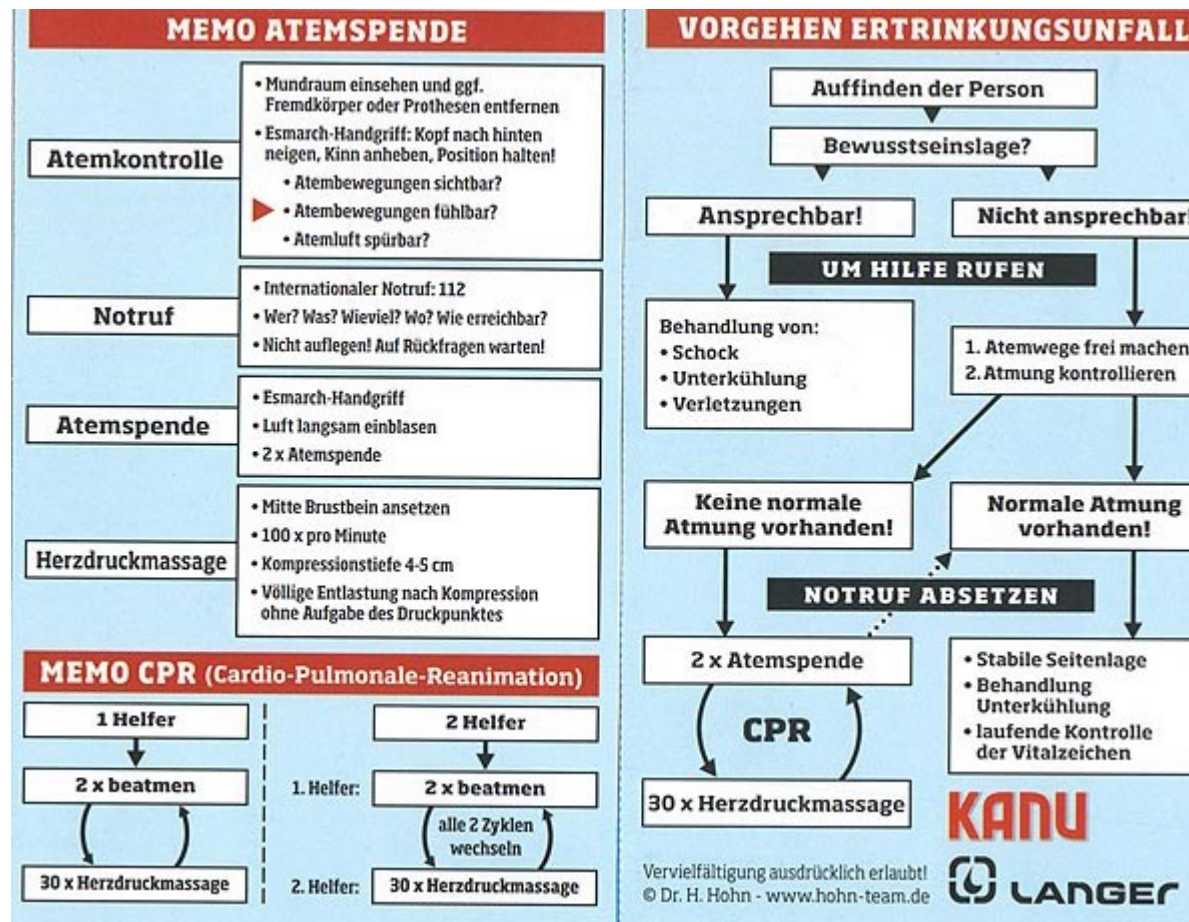 MEMO ATEMSPENDE
Atemkontrolle
• Mundraum einsehen und ggf.
Fremdkörper oder Prothesen entfernen
• Esmarch-Handgriff: Kopf nach hinten
neigen, Kinn anheben, Position halten!
• Atembewegungen sichtbar?
• Atembewegungen fühlbar?
• Atemluft spürbar?
Notruf
• Internationaler Notruf: 112
• Wer? Was? Wieviel? Wo? Wie erreichbar?
• Nicht auflegen! Auf Rückfragen warten!
Atemspende
• Esmarch-Handgriff
• Luft langsam einblasen
• 2 x Atemspende
Herzdruckmassage
• Mitte Brustbein ansetzen
• 100 x pro Minute
• Kompressionstiefe 4-5 cm
• Völlige Entlastung nach Kompression
ohne Aufgabe des Druckpunktes
MEMO CPR (Cardio-Pulmonale-Reanimation)
1 Helfer
2 x beatmen
30 x Herzdruckmassage
2 Helfer
1. Helfer:
2 x beatmen
alle 2 Zyklen
wechseln
2. Helfer:
30 x Herzdruckmassage
VORGEHEN ERTRINKUNGSUNFALL
Auffinden der Person
Bewusstseinslage?
Ansprechbar!
Nicht ansprechbar!
UM HILFE RUFEN
Behandlung von:
• Schock
• Unterkühlung
• Verletzungen
1. Atemwege frei machen
2. Atmung kontrollieren
Keine normale
Atmung vorhanden!
Normale Atmung
vorhanden!
NOTRUF ABSETZEN
2 x Atemspende
CPR
30 x Herzdruckmassage
• Stabile Seitenlage
• Behandlung
Unterkühlung
• laufende Kontrolle
der Vitalzeichen
KANU
LANGER
Vervielfältigung ausdrücklich erlaubt!
© Dr. H. Hohn - www.hohn-team.de